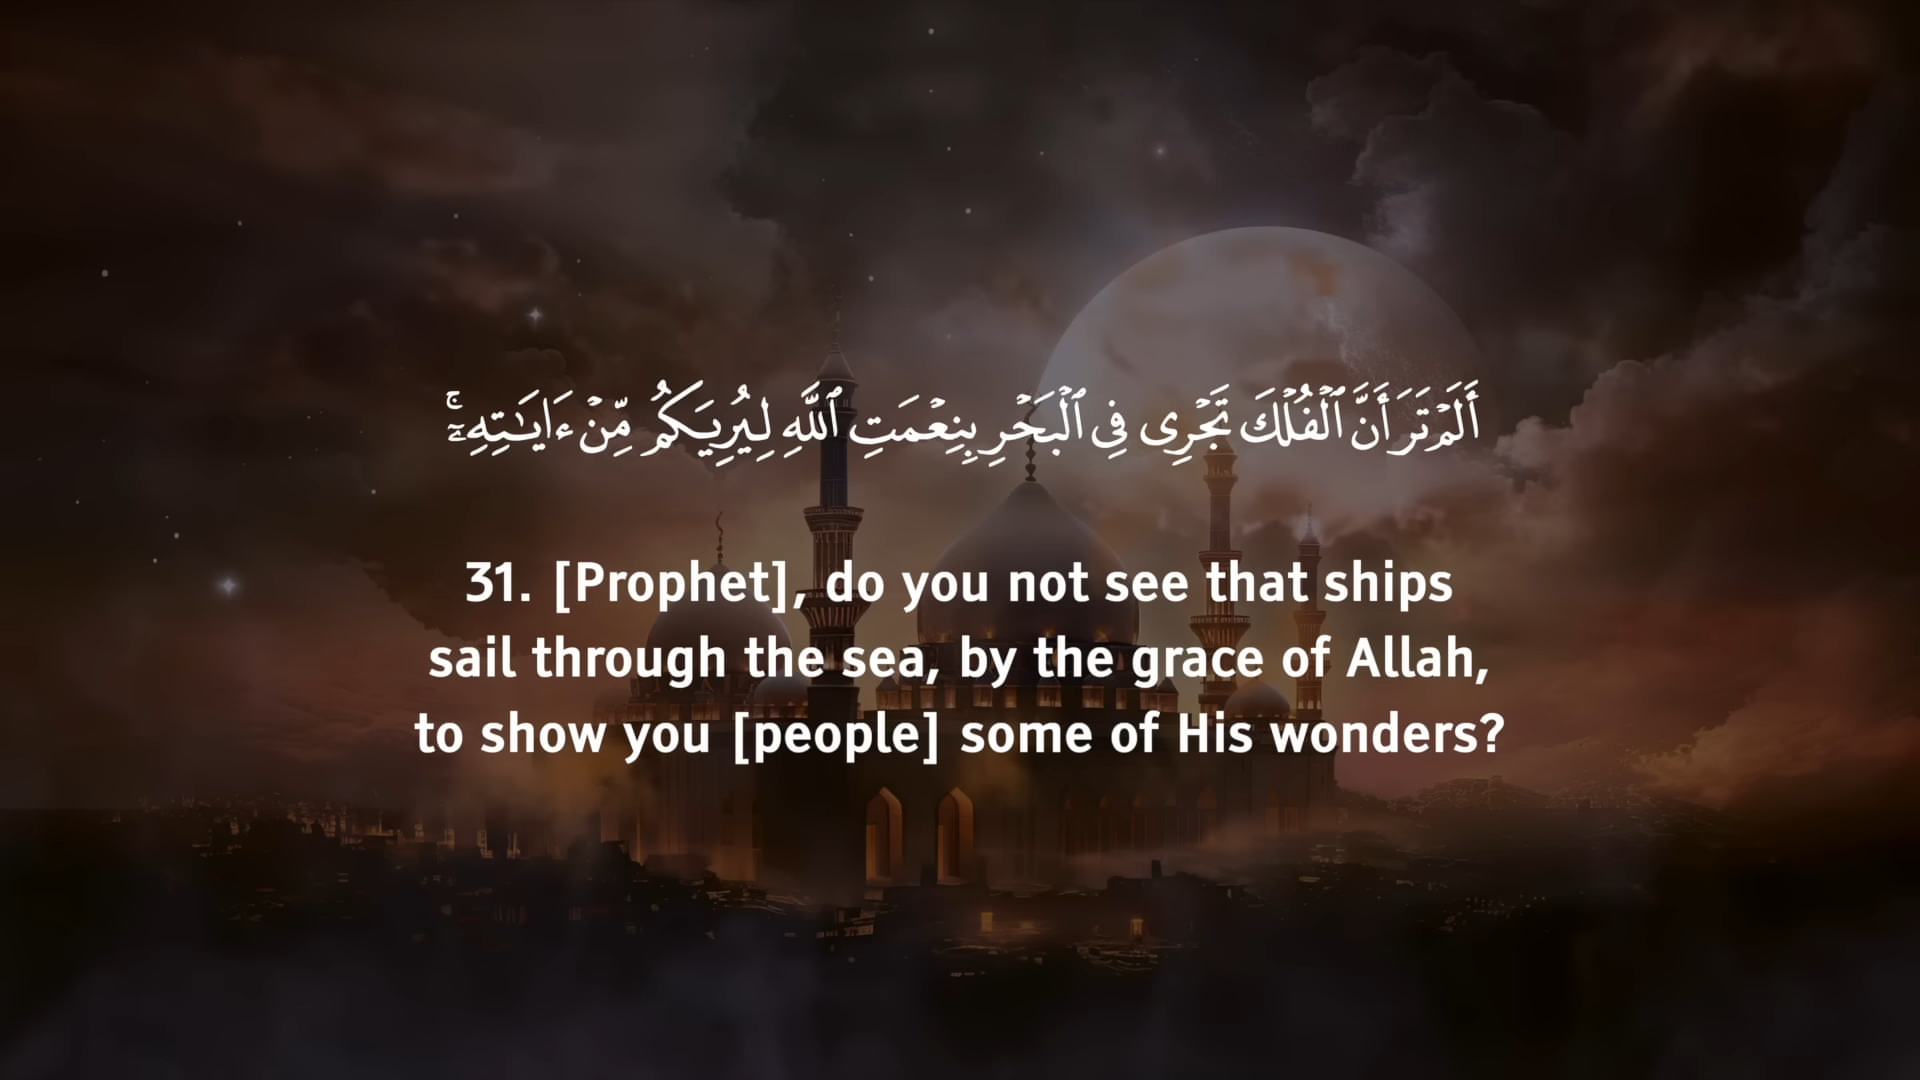 أَلَمْ تَرَ أَنَّ ٱلْفُلْكَ تَجْرِى فِى ٱلْبَحْرِ بِنِعْمَتِ ٱللَّهِ لِيُرِيَكُم مِّنْ ءَايَـٰتِهِۦٓ ۚ
31. [Prophet], do you not see that ships
sail through the sea, by the grace of Allah,
to show you [people] some of His wonders?